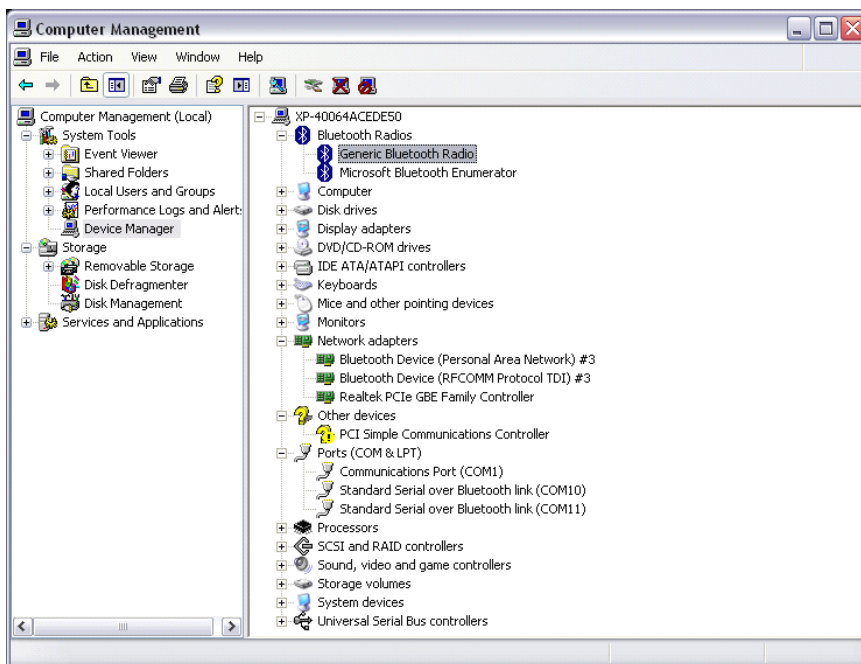 Computer Management
File Action View Window Help
Computer Management (Local)
System Tools
Event Viewer
Shared Folders
Local Users and Groups
Performance Logs and Alert:
Device Manager
Storage
Removable Storage
Disk Defragmenter
Disk Management
Services and Applications
XP-40064ACEDE50
Bluetooth Radios
Generic Bluetooth Radio
Microsoft Bluetooth Enumerator
Computer
Disk drives
Display adapters
DVD/CD-ROM drives
IDE ATA/ATAPI controllers
Keyboards
Mice and other pointing devices
Monitors
Network adapters
Bluetooth Device (Personal Area Network) #3
Bluetooth Device (RFCOMM Protocol TDI) #3
Realtek PCIe GBE Family Controller
Other devices
PCI Simple Communications Controller
Ports (COM & LPT)
Communications Port (COM1)
Standard Serial over Bluetooth link (COM10)
Standard Serial over Bluetooth link (COM11)
Processors
SCSI and RAID controllers
Sound, video and game controllers
Storage volumes
System devices
Universal Serial Bus controllers